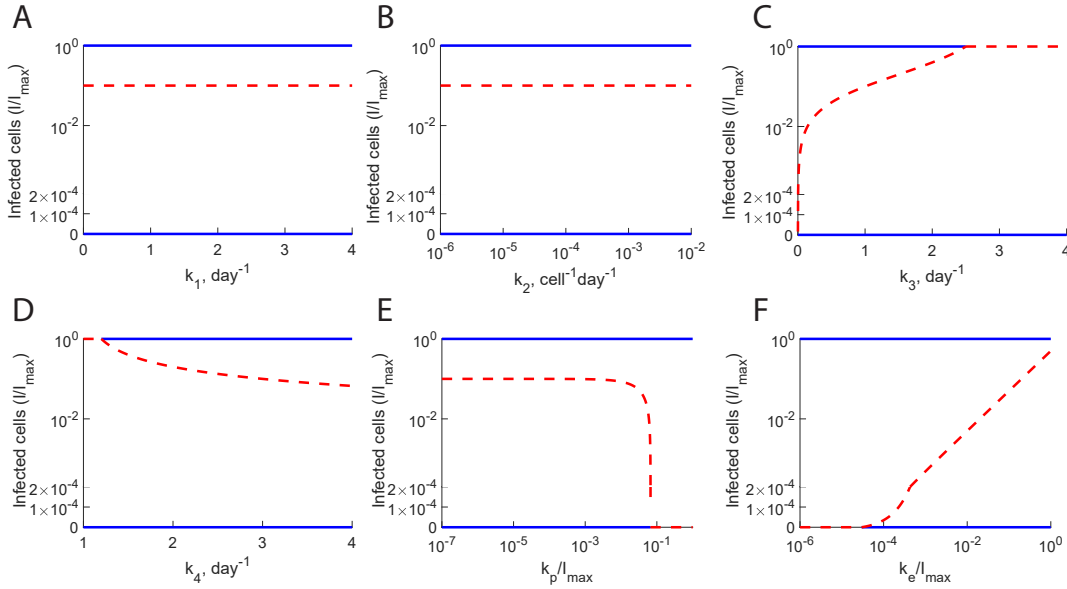 A
Infected cells (I/I_max)
10^0
10^-2
2×10^-4
1×10^-4
0
0 1 2 3 4
k_1, day^-1
B
Infected cells (I/I_max)
10^0
10^-2
2×10^-4
1×10^-4
0
10^-6 10^-5 10^-4 10^-3 10^-2
k_2, cell^-1day^-1
C
Infected cells (I/I_max)
10^0
10^-2
2×10^-4
1×10^-4
0
0 1 2 3 4
k_3, day^-1
D
Infected cells (I/I_max)
10^0
10^-2
2×10^-4
1×10^-4
0
1 2 3 4
k_4, day^-1
E
Infected cells (I/I_max)
10^0
10^-2
2×10^-4
1×10^-4
0
10^-7 10^-5 10^-3 10^-1
k_p/I_max
F
Infected cells (I/I_max)
10^0
10^-2
2×10^-4
1×10^-4
0
10^-6 10^-4 10^-2 10^0
k_e/I_max